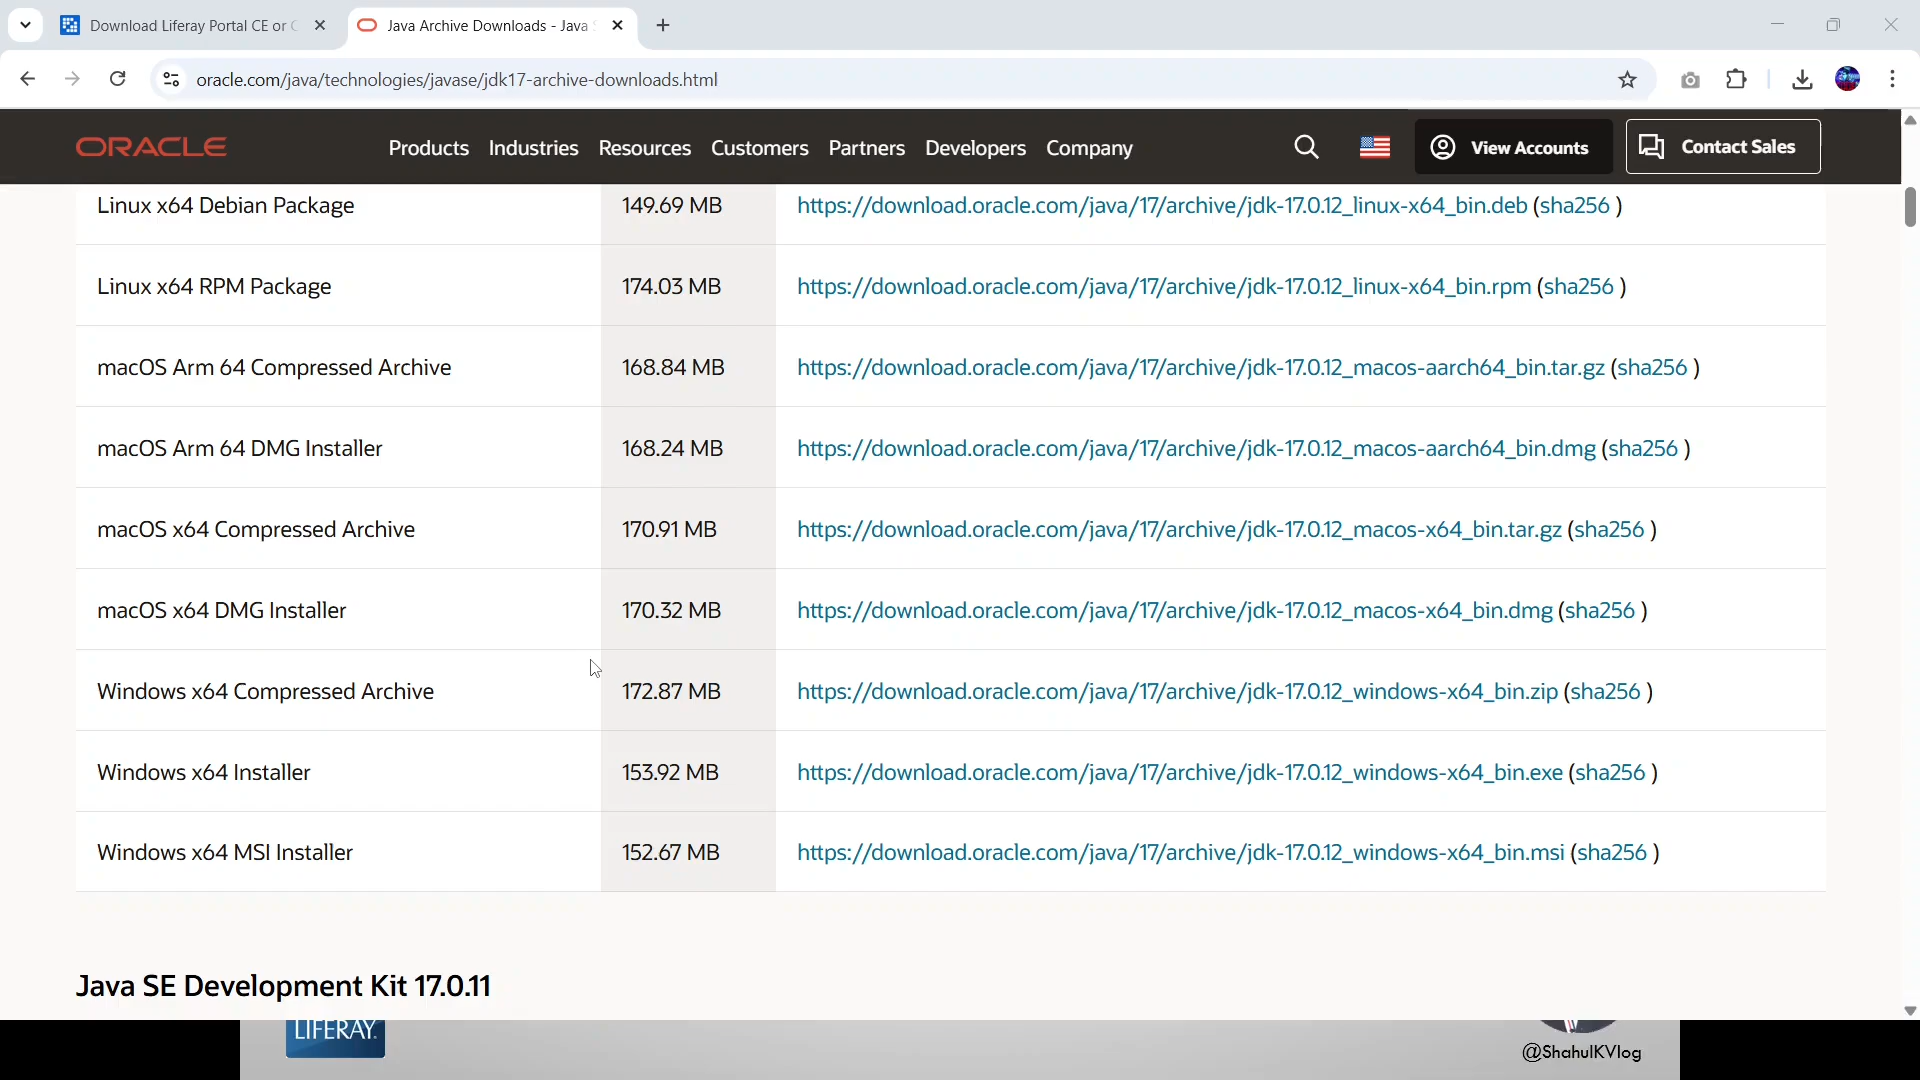 Download Liferay Portal CE or C
Java Archive Downloads - Java S
oracle.com/java/technologies/javase/jdk17-archive-downloads.html
ORACLE
Products Industries Resources Customers Partners Developers Company
View Accounts
Contact Sales
Linux x64 Debian Package 149.69 MB https://download.oracle.com/java/17/archive/jdk-17.0.12_linux-x64_bin.deb (sha256 )
Linux x64 RPM Package 174.03 MB https://download.oracle.com/java/17/archive/jdk-17.0.12_linux-x64_bin.rpm (sha256 )
macOS Arm 64 Compressed Archive 168.84 MB https://download.oracle.com/java/17/archive/jdk-17.0.12_macos-aarch64_bin.tar.gz (sha256 )
macOS Arm 64 DMG Installer 168.24 MB https://download.oracle.com/java/17/archive/jdk-17.0.12_macos-aarch64_bin.dmg (sha256 )
macOS x64 Compressed Archive 170.91 MB https://download.oracle.com/java/17/archive/jdk-17.0.12_macos-x64_bin.tar.gz (sha256 )
macOS x64 DMG Installer 170.32 MB https://download.oracle.com/java/17/archive/jdk-17.0.12_macos-x64_bin.dmg (sha256 )
Windows x64 Compressed Archive 172.87 MB https://download.oracle.com/java/17/archive/jdk-17.0.12_windows-x64_bin.zip (sha256 )
Windows x64 Installer 153.92 MB https://download.oracle.com/java/17/archive/jdk-17.0.12_windows-x64_bin.exe (sha256 )
Windows x64 MSI Installer 152.67 MB https://download.oracle.com/java/17/archive/jdk-17.0.12_windows-x64_bin.msi (sha256 )
Java SE Development Kit 17.0.11
LIFERAY.
@ShahulKVlog